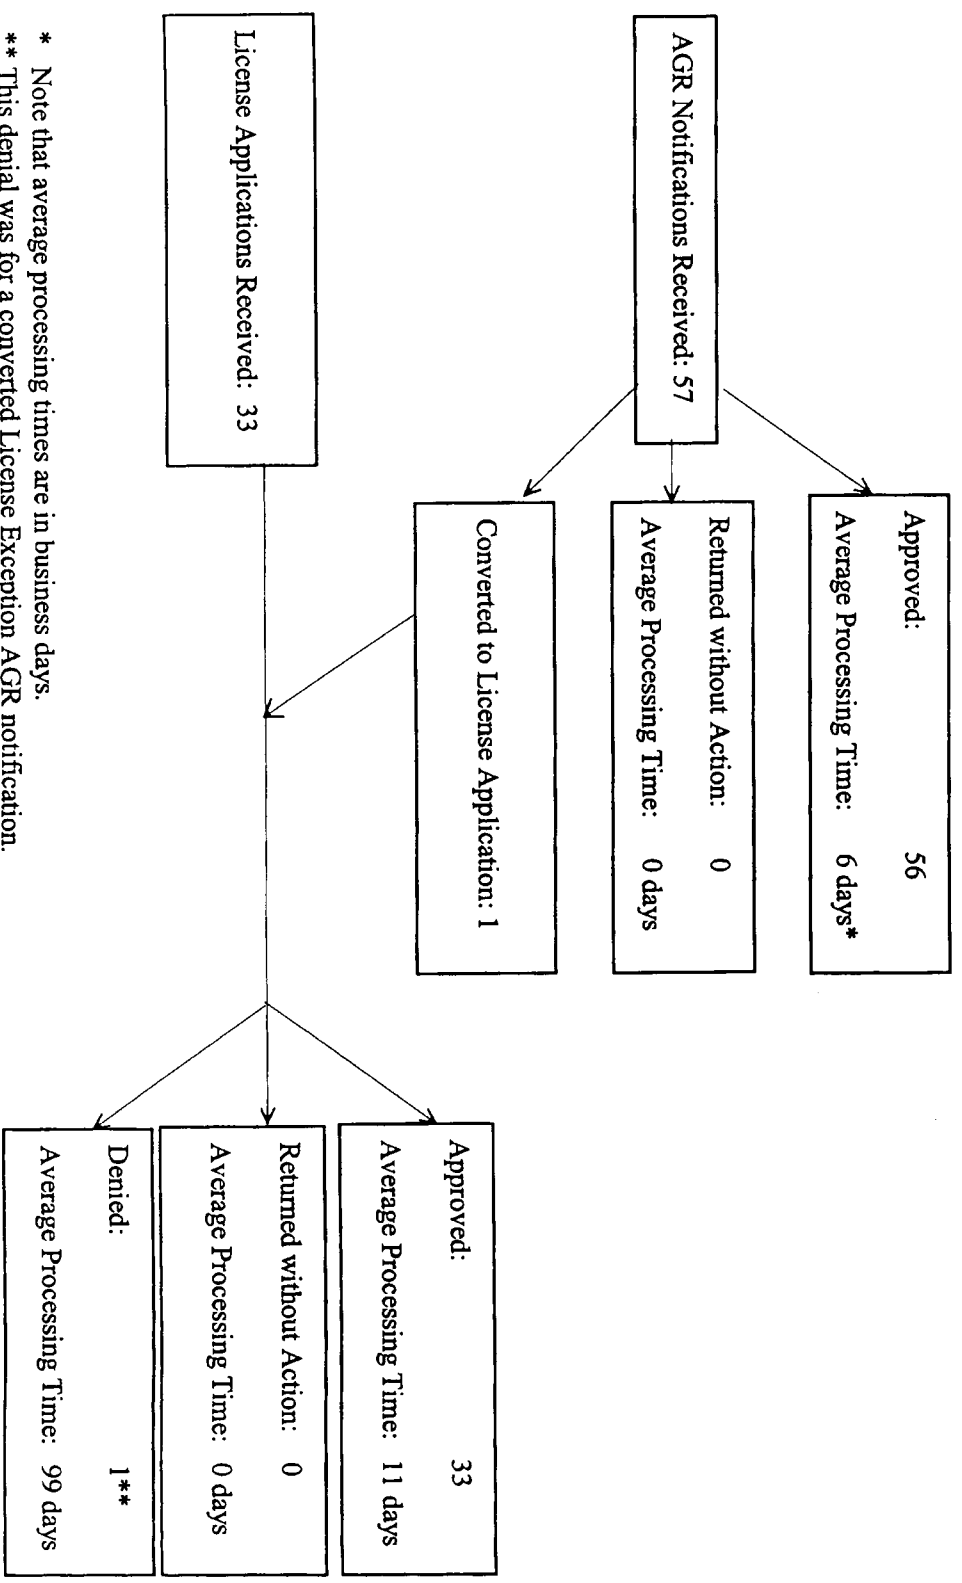 AGR Notifications Received: 57
Approved: 56
Average Processing Time: 6 days*
Returned without Action: 0
Average Processing Time: 0 days
Converted to License Application: 1
License Applications Received: 33
Approved: 33
Average Processing Time: 11 days
Returned without Action: 0
Average Processing Time: 0 days
Denied: 1**
Average Processing Time: 99 days
* Note that average processing times are in business days.
** This denial was for a converted License Exception AGR notification.